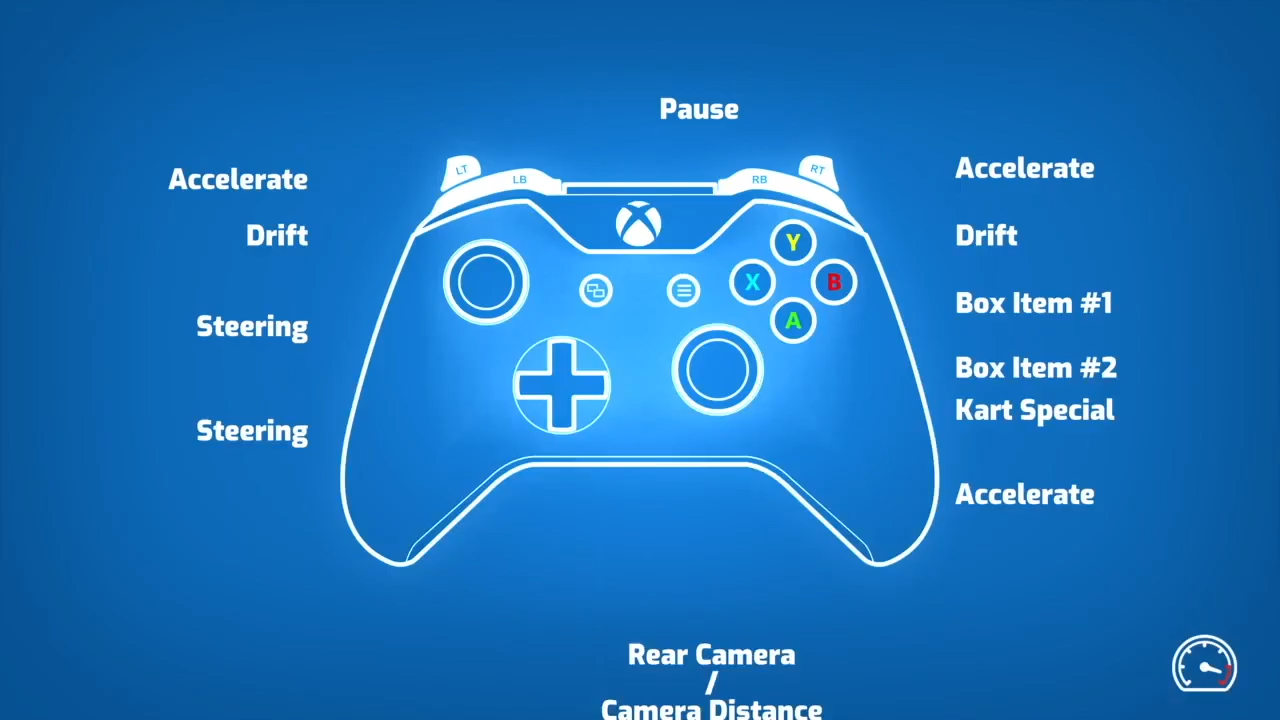 Pause
Accelerate
LT
LB
RB
RT
Accelerate
Drift
Y
Drift
X
B
Box Item #1
Steering
A
Box Item #2
Kart Special
Steering
Accelerate
Rear Camera
/
Camera Distance